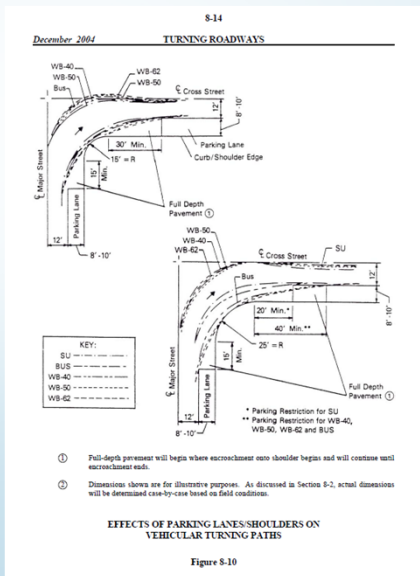 8-14
December 2004
TURNING ROADWAYS
WB-40
WB-50
Bus
WB-62
WB-50
℄ Cross Street
12'
8'-10'
30' Min.
15' = R
Parking Lane
Curb/Shoulder Edge
15' Min.
℄ Major Street
Parking Lane
Full Depth
Pavement ①
12'
8'-10'
WB-50
WB-40
WB-62
℄ Cross Street
SU
Bus
12'
8'-10'
20' Min.*
40' Min.**
25' = R
15' Min.
℄ Major Street
Parking Lane
Full Depth
Pavement ①
12'
8'-10'
* Parking Restriction for SU
** Parking Restriction for WB-40,
WB-50, WB-62 and BUS
KEY:
SU
BUS
WB-40
WB-50
WB-62
① Full-depth pavement will begin where encroachment onto shoulder begins and will continue until
encroachment ends.
② Dimensions shown are for illustrative purposes. As discussed in Section 8-2, actual dimensions
will be determined case-by-case based on field conditions.
EFFECTS OF PARKING LANES/SHOULDERS ON
VEHICULAR TURNING PATHS
Figure 8-10